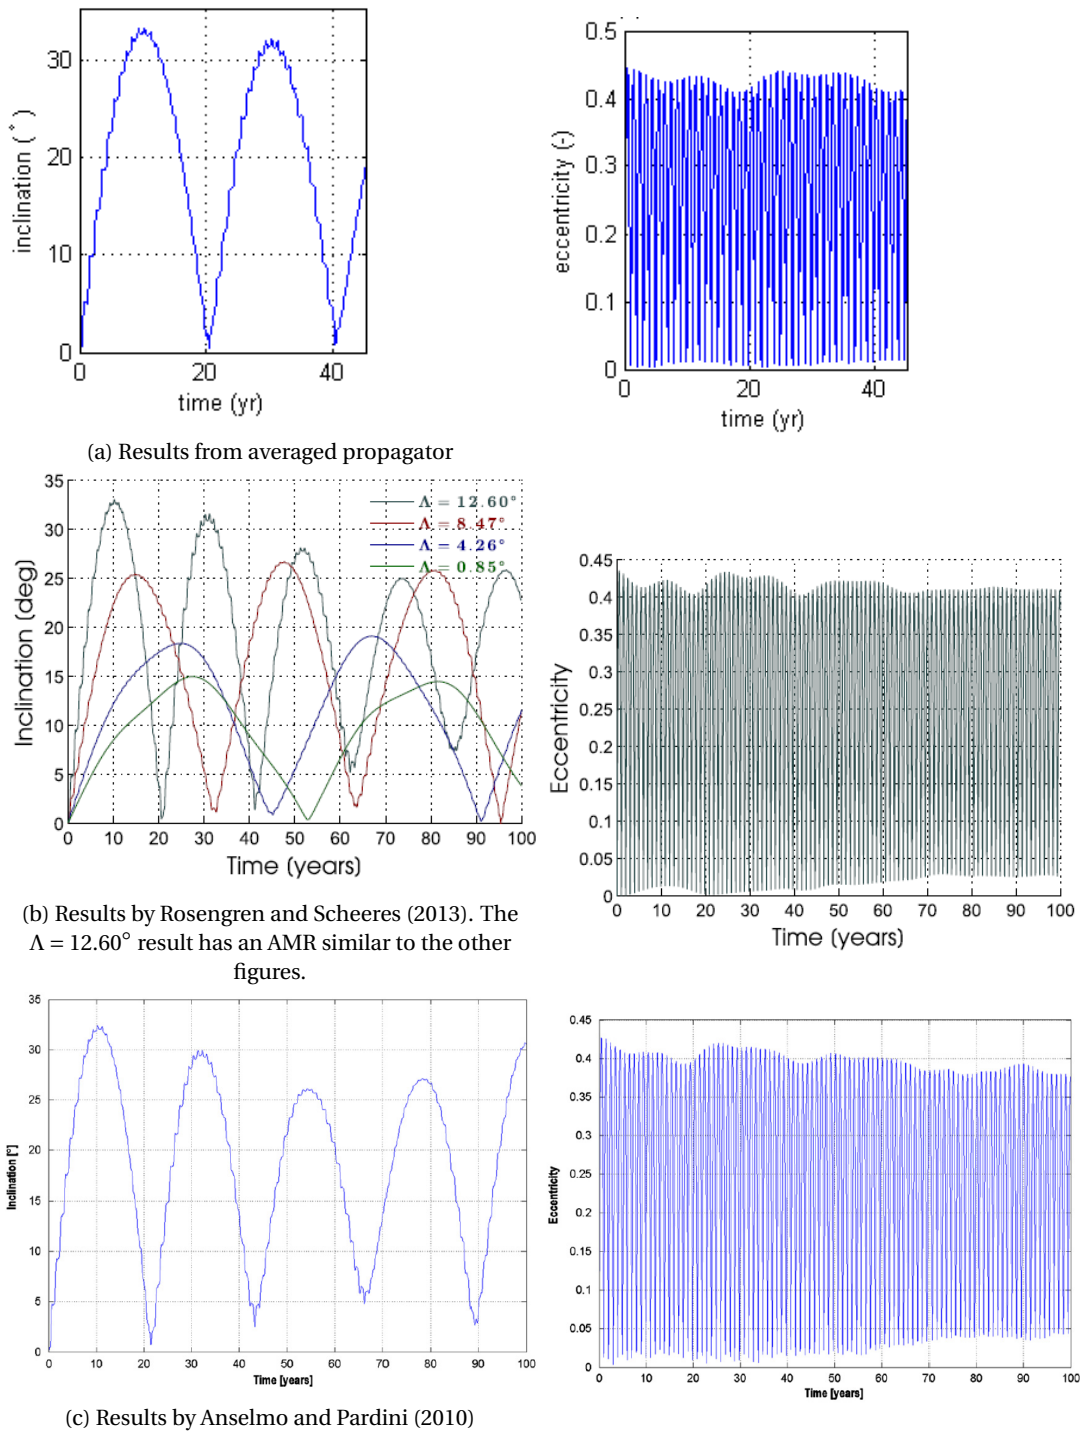 inclination (°)
30
20
10
0
0
20
40
time (yr)
eccentricity (-)
0.5
0.4
0.3
0.2
0.1
0
0
20
40
time (yr)
(a) Results from averaged propagator
Inclination (deg)
35
30
25
20
15
10
5
0
0 10 20 30 40 50 60 70 80 90 100
Time (years)
Λ = 12.60°
Λ = 8.47°
Λ = 4.26°
Λ = 0.85°
Eccentricity
0.45
0.4
0.35
0.3
0.25
0.2
0.15
0.1
0.05
0
0 10 20 30 40 50 60 70 80 90 100
Time (years)
(b) Results by Rosengren and Scheeres (2013). The
Λ = 12.60° result has an AMR similar to the other
figures.
Inclination [°]
35
30
25
20
15
10
5
0
0 10 20 30 40 50 60 70 80 90 100
Time [years]
Eccentricity
0.45
0.4
0.35
0.3
0.25
0.2
0.15
0.1
0.05
0
0 10 20 30 40 50 60 70 80 90 100
Time [years]
(c) Results by Anselmo and Pardini (2010)